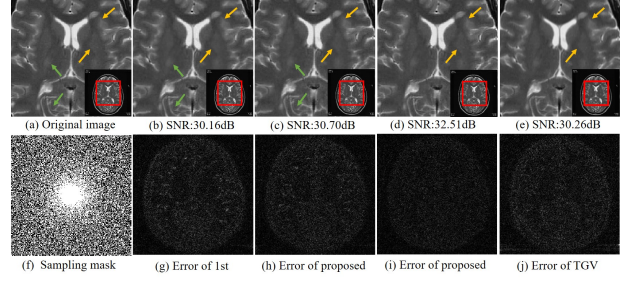 (a) Original image
(b) SNR:30.16dB
(c) SNR:30.70dB
(d) SNR:32.51dB
(e) SNR:30.26dB
(f) Sampling mask
(g) Error of 1st
(h) Error of proposed
(i) Error of proposed
(j) Error of TGV